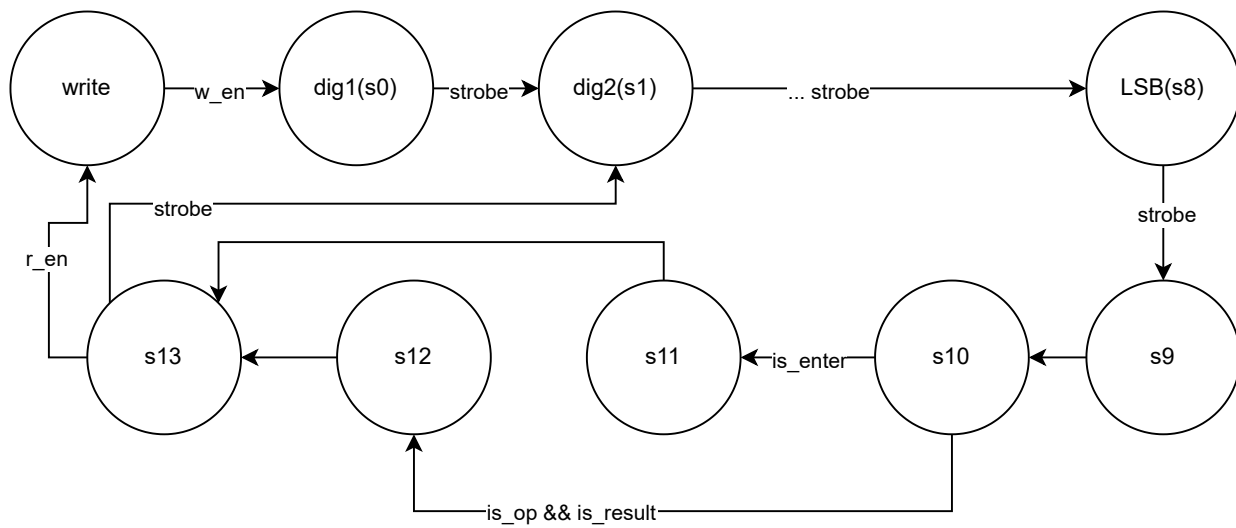 write
w_en
dig1(s0)
strobe
dig2(s1)
... strobe
LSB(s8)
strobe
strobe
r_en
s13
s12
s11
is_enter
s10
s9
is_op && is_result